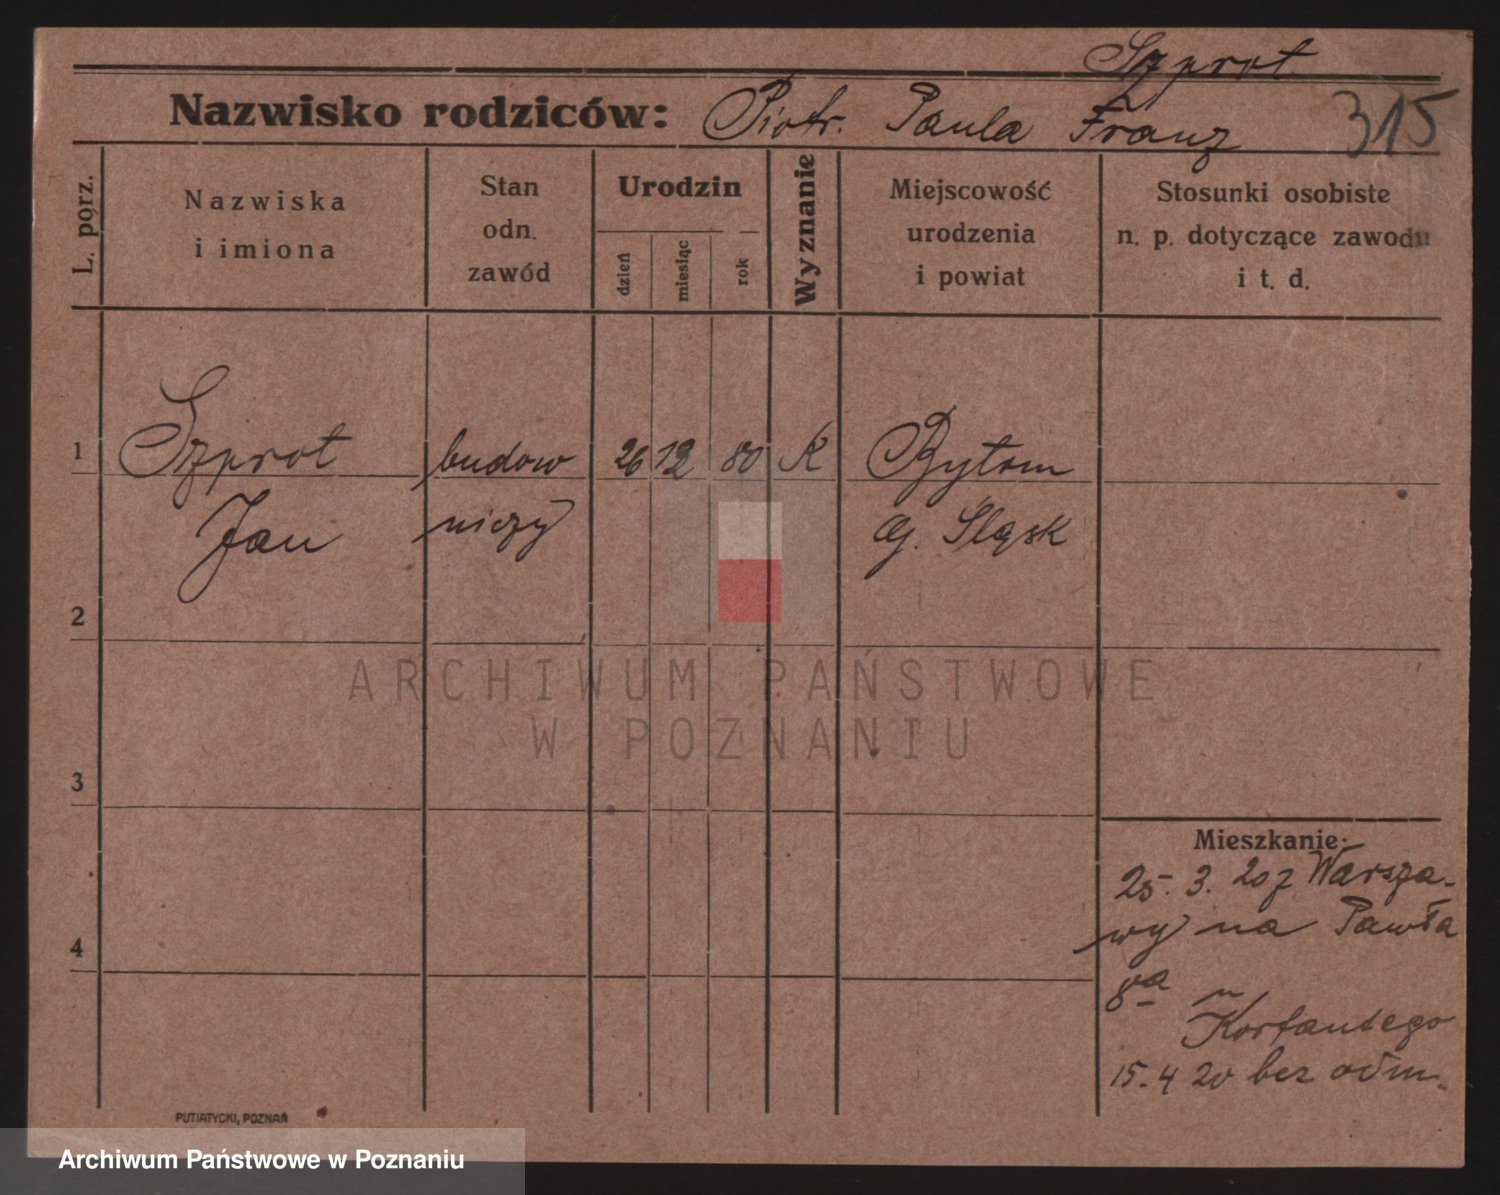 Szprot
Nazwisko rodziców: Piotr. Paula Franz 315
L. porz.
Nazwiska
i imiona
Stan
odn.
zawód
Urodzin
dzień
miesiąc
rok
Wyznanie
Miejscowość
urodzenia
i powiat
Stosunki osobiste
n. p. dotyczące zawodu
i t. d.
1 Szprot budow 26 12 80 K Bytom
Jan niczy Gj. Śląsk
2
ARCHIWUM PAŃSTWOWE
W POZNANIU
3
Mieszkanie:
25. 3. 20 z Warsza-
4 wy na Pawła
8a
u Korfantego
15. 4 20 bez odm.
PUTIATYCKI, POZNAŃ
Archiwum Państwowe w Poznaniu